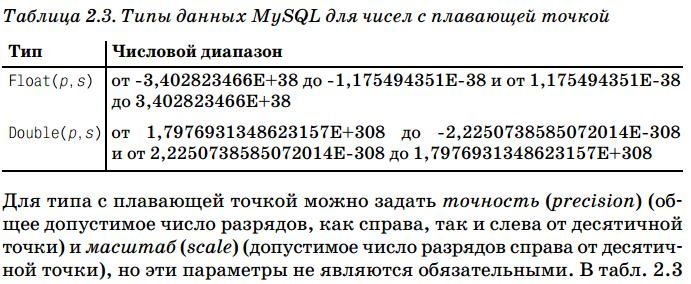 Таблица 2.3. Типы данных MySQL для чисел с плавающей точкой
Тип Числовой диапазон
Float(p,s) от -3,402823466E+38 до -1,175494351E-38 и от 1,175494351E-38
до 3,402823466E+38
Double(p,s) от 1,7976931348623157E+308 до -2,2250738585072014E-308
и от 2,2250738585072014E-308 до 1,7976931348623157E+308
Для типа с плавающей точкой можно задать точность (precision) (об-
щее допустимое число разрядов, как справа, так и слева от десятичной
точки) и масштаб (scale) (допустимое число разрядов справа от десятич-
ной точки), но эти параметры не являются обязательными. В табл. 2.3